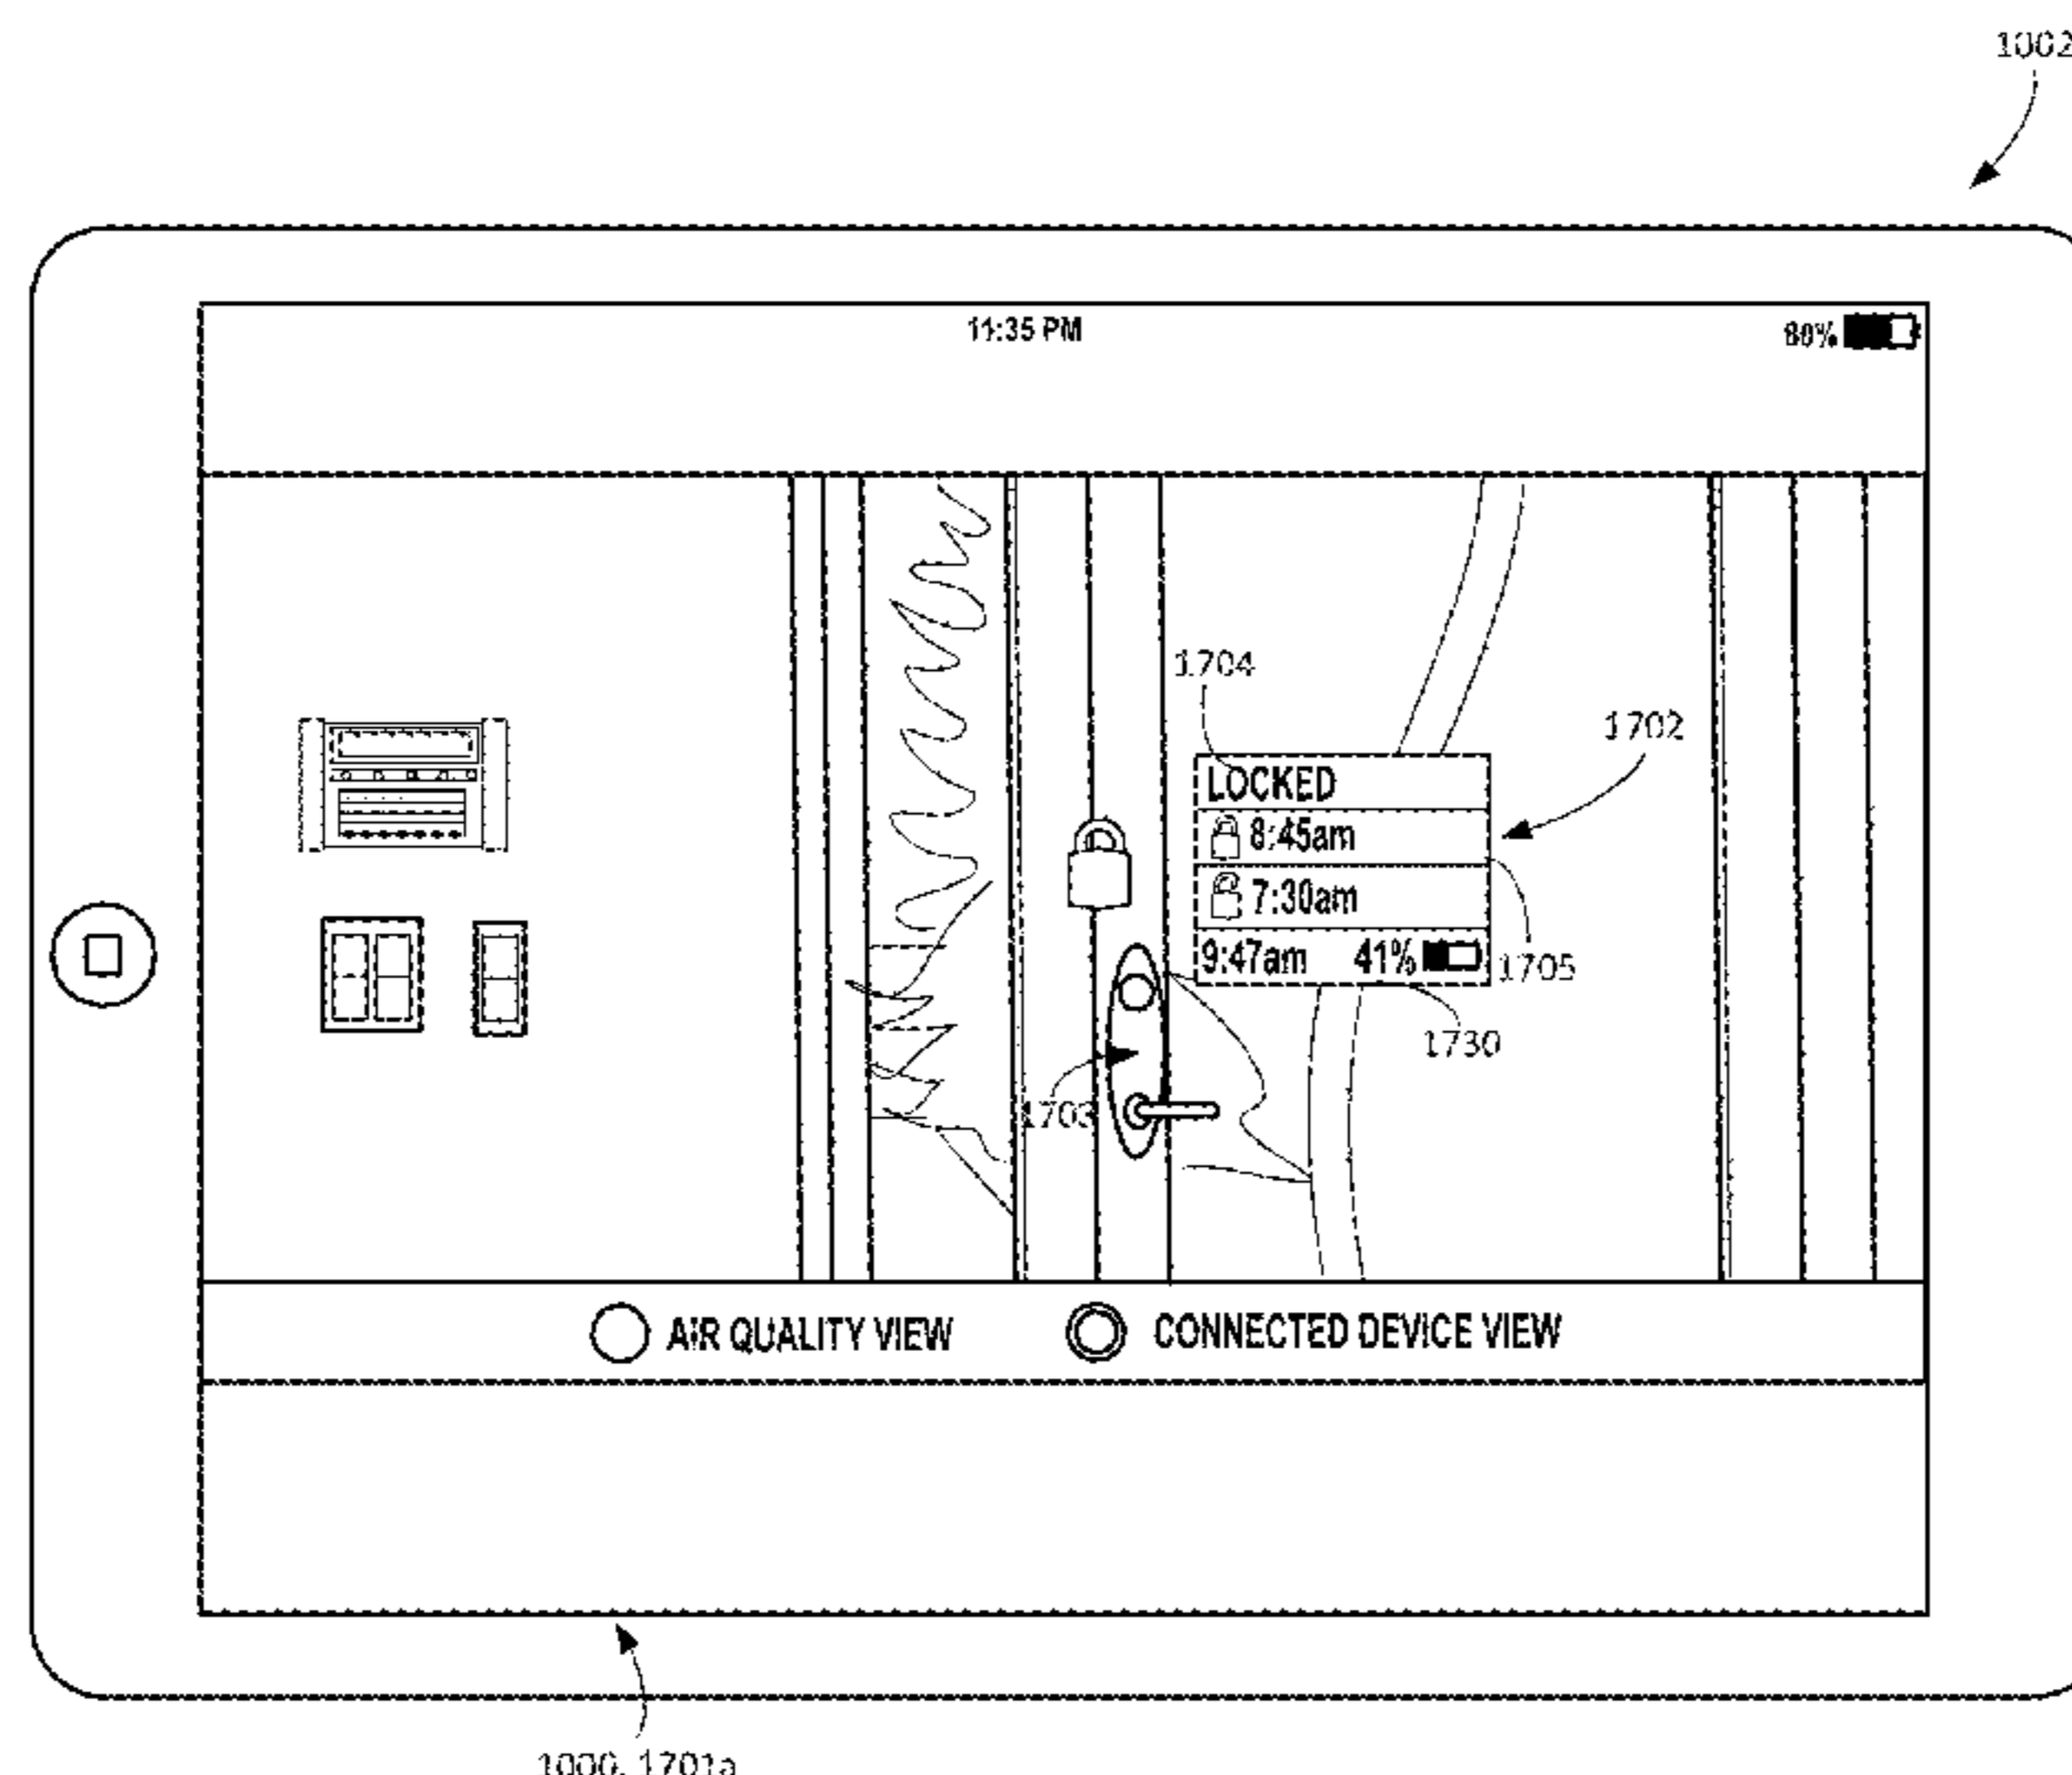 1002
11:35 PM
80%
1704
1702
LOCKED
8:45am
7:30am
9:47am 41%
1705
1730
1703
AIR QUALITY VIEW CONNECTED DEVICE VIEW
1000, 1701a